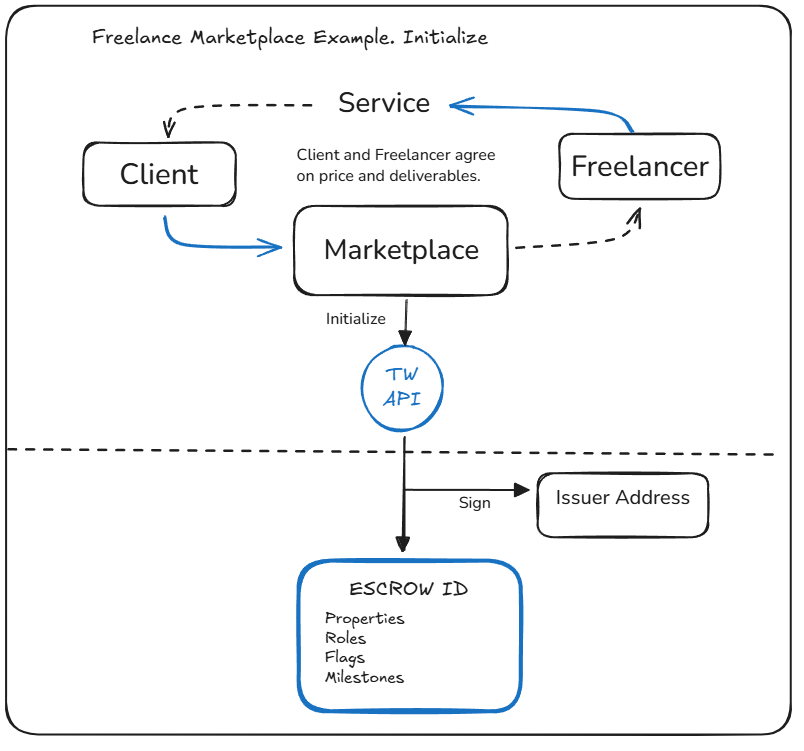 Freelance Marketplace Example. Initialize
Service
Client
Client and Freelancer agree
on price and deliverables.
Freelancer
Marketplace
Initialize
TW
API
Sign
Issuer Address
ESCROW ID
Properties
Roles
Flags
Milestones